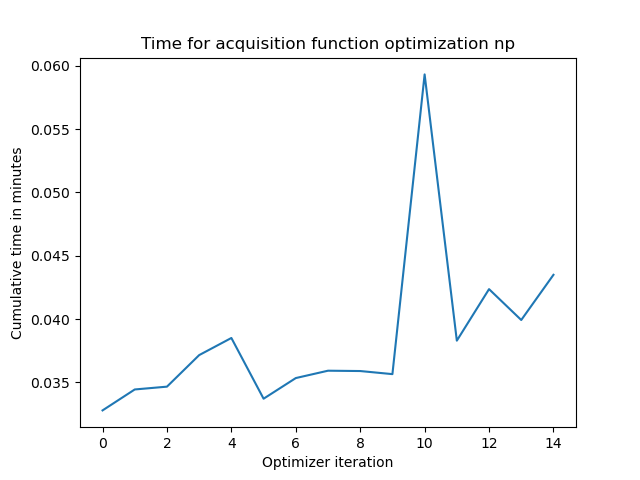 Time for acquisition function optimization np
0.060
0.055
0.050
0.045
0.040
0.035
Cumulative time in minutes
0 2 4 6 8 10 12 14
Optimizer iteration